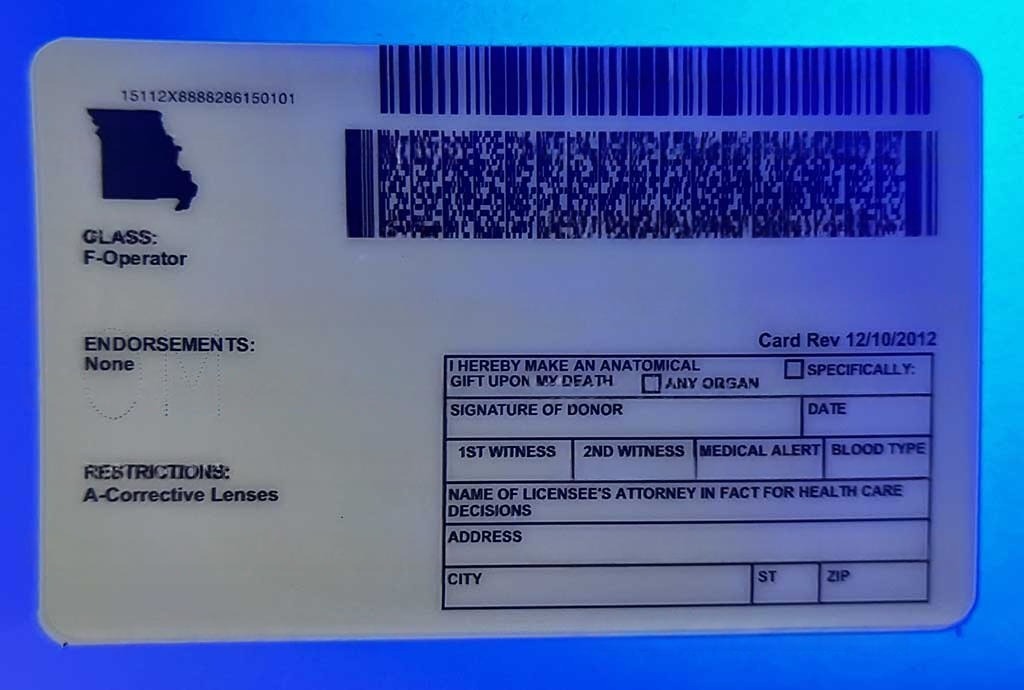 15112X8888286150101
CLASS:
F-Operator
ENDORSEMENTS:
None
OM
RESTRICTIONS:
A-Corrective Lenses
Card Rev 12/10/2012
I HEREBY MAKE AN ANATOMICAL
GIFT UPON MY DEATH ☐ ANY ORGAN
☐ SPECIFICALLY:
SIGNATURE OF DONOR
DATE
1ST WITNESS
2ND WITNESS
MEDICAL ALERT
BLOOD TYPE
NAME OF LICENSEE'S ATTORNEY IN FACT FOR HEALTH CARE
DECISIONS
ADDRESS
CITY
ST
ZIP